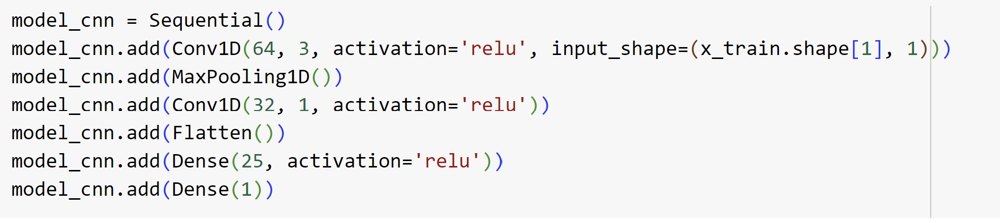 model_cnn = Sequential()
model_cnn.add(Conv1D(64, 3, activation='relu', input_shape=(x_train.shape[1], 1)))
model_cnn.add(MaxPooling1D())
model_cnn.add(Conv1D(32, 1, activation='relu'))
model_cnn.add(Flatten())
model_cnn.add(Dense(25, activation='relu'))
model_cnn.add(Dense(1))